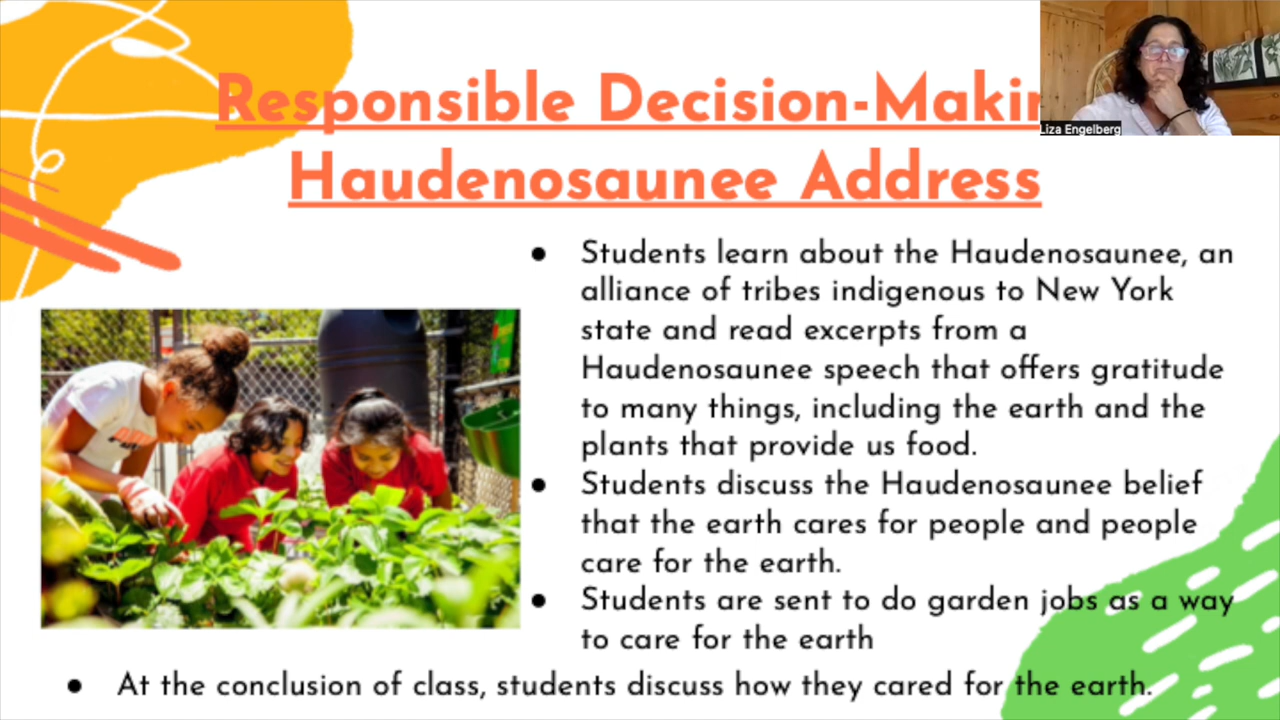 Responsible Decision-Makin
Haudenosaunee Address
Liza Engelberg
● Students learn about the Haudenosaunee, an
alliance of tribes indigenous to New York
state and read excerpts from a
Haudenosaunee speech that offers gratitude
to many things, including the earth and the
plants that provide us food.
● Students discuss the Haudenosaunee belief
that the earth cares for people and people
care for the earth.
● Students are sent to do garden jobs as a way
to care for the earth
● At the conclusion of class, students discuss how they cared for the earth.